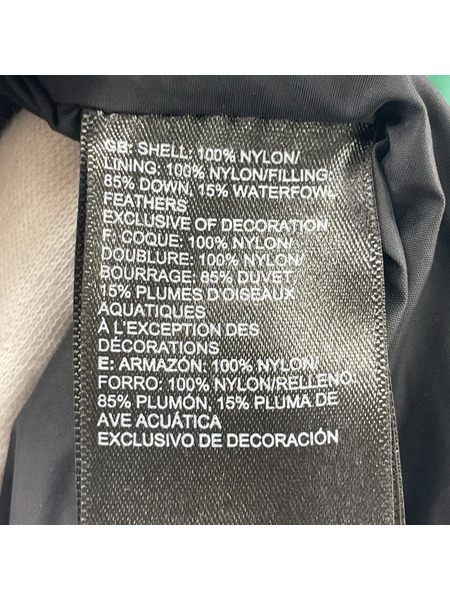 GB: SHELL: 100% NYLON/
LINING: 100% NYLON/FILLING:
85% DOWN, 15% WATERFOWL
FEATHERS
EXCLUSIVE OF DECORATION
F: COQUE: 100% NYLON/
DOUBLURE: 100% NYLON/
BOURRAGE: 85% DUVET
15% PLUMES D'OISEAUX
AQUATIQUES
À L'EXCEPTION DES
DÉCORATIONS
E: ARMAZÓN: 100% NYLON/
FORRO: 100% NYLON/RELLENO
85% PLUMÓN, 15% PLUMA DE
AVE ACUÁTICA
EXCLUSIVO DE DECORACIÓN